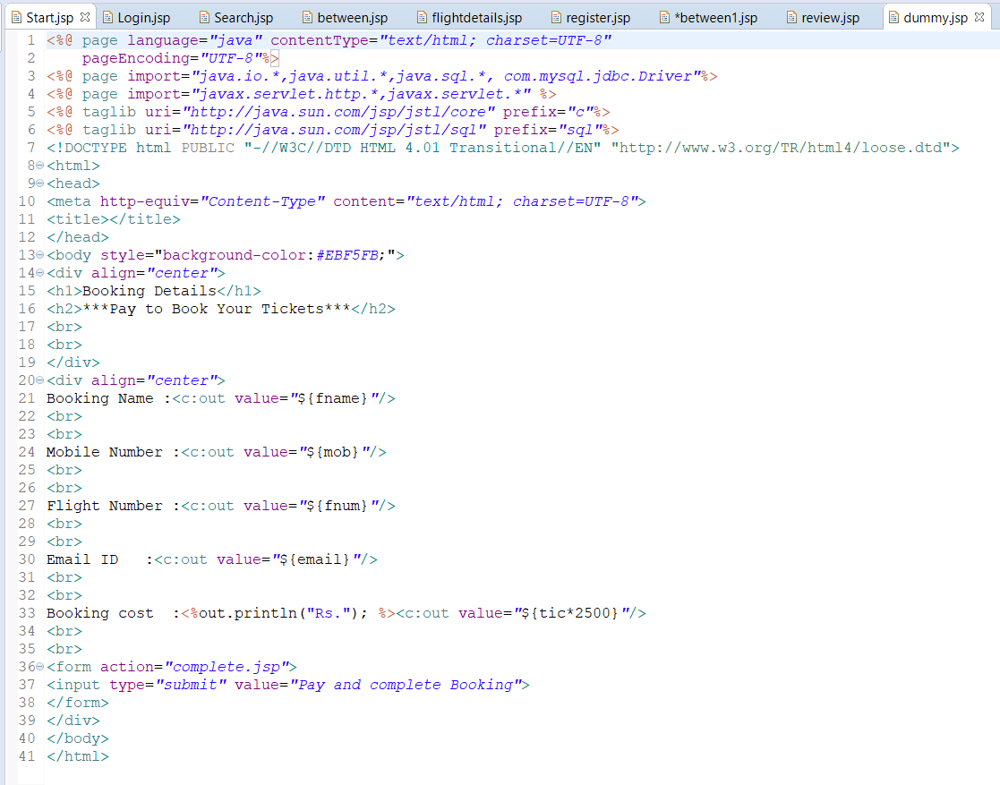 Start.jsp Login.jsp Search.jsp between.jsp flightdetails.jsp register.jsp *between1.jsp review.jsp dummy.jsp
1 <%@ page language="java" contentType="text/html; charset=UTF-8"
2     pageEncoding="UTF-8"%>
3 <%@ page import="java.io.*,java.util.*,java.sql.*, com.mysql.jdbc.Driver"%>
4 <%@ page import="javax.servlet.http.*,javax.servlet.*" %>
5 <%@ taglib uri="http://java.sun.com/jsp/jstl/core" prefix="c"%>
6 <%@ taglib uri="http://java.sun.com/jsp/jstl/sql" prefix="sql"%>
7 <!DOCTYPE html PUBLIC "-//W3C//DTD HTML 4.01 Transitional//EN" "http://www.w3.org/TR/html4/loose.dtd">
8 <html>
9 <head>
10 <meta http-equiv="Content-Type" content="text/html; charset=UTF-8">
11 <title></title>
12 </head>
13 <body style="background-color:#EBF5FB;">
14 <div align="center">
15 <h1>Booking Details</h1>
16 <h2>***Pay to Book Your Tickets***</h2>
17 <br>
18 <br>
19 </div>
20 <div align="center">
21 Booking Name :<c:out value="${fname}"/>
22 <br>
23 <br>
24 Mobile Number :<c:out value="${mob}"/>
25 <br>
26 <br>
27 Flight Number :<c:out value="${fnum}"/>
28 <br>
29 <br>
30 Email ID   :<c:out value="${email}"/>
31 <br>
32 <br>
33 Booking cost  :<%out.println("Rs."); %><c:out value="${tic*2500}"/>
34 <br>
35 <br>
36 <form action="complete.jsp">
37 <input type="submit" value="Pay and complete Booking">
38 </form>
39 </div>
40 </body>
41 </html>